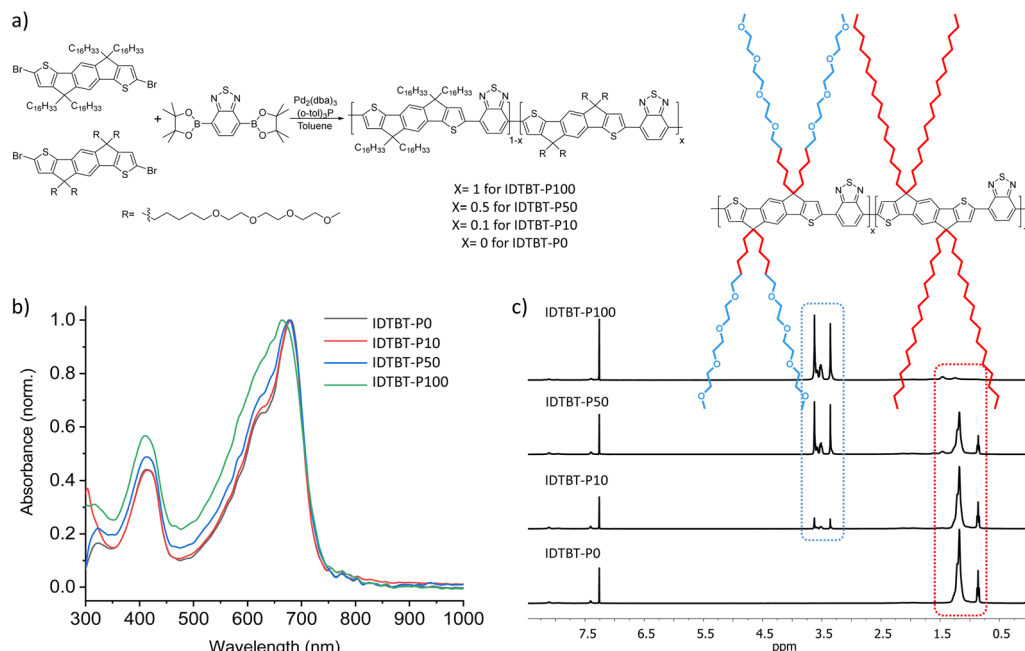 a)
C16H33 C16H33
Br
S
S
Br
C16H33 C16H33
R R
Br
S
S
Br
R R
+
N S N
O B O
O B O
Pd2(dba)3
(o-tol)3P
Toluene
C16H33 C16H33
S
S
C16H33 C16H33
N S N
1-x
R R
S
S
R R
N S N
x
R=
O O O O
X= 1 for IDTBT-P100
X= 0.5 for IDTBT-P50
X= 0.1 for IDTBT-P10
X= 0 for IDTBT-P0
O O O O
O O O O
S
S
N S N
x
S
S
N S N
1-x
O O O O
O O O O
b)
Absorbance (norm.)
1.0
0.8
0.6
0.4
0.2
0.0
300 400 500 600 700 800 900 1000
Wavelength (nm)
IDTBT-P0
IDTBT-P10
IDTBT-P50
IDTBT-P100
c)
IDTBT-P100
IDTBT-P50
IDTBT-P10
IDTBT-P0
7.5 6.5 5.5 4.5 3.5 2.5 1.5 0.5
ppm